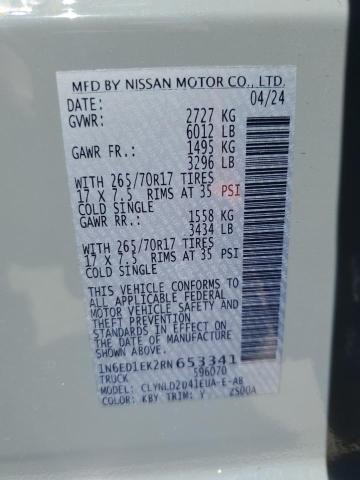 MFD BY NISSAN MOTOR CO., LTD.
DATE: 04/24
GVWR: 2727 KG
6012 LB
GAWR FR.: 1495 KG
3296 LB
WITH 265/70R17 TIRES
17 X 7.5 RIMS AT 35 PSI
COLD SINGLE
GAWR RR.: 1558 KG
3434 LB
WITH 265/70R17 TIRES
17 X 7.5 RIMS AT 35 PSI
COLD SINGLE
THIS VEHICLE CONFORMS TO
ALL APPLICABLE FEDERAL
MOTOR VEHICLE SAFETY AND
THEFT PREVENTION
STANDARDS IN EFFECT ON
THE DATE OF MANUFACTURE
SHOWN ABOVE.
1N6ED1EK2RN653341
TRUCK 596070
MODEL: CLYNLD2D41EUA-E-AB
COLOR: KBY TRIM: Y 2S00A